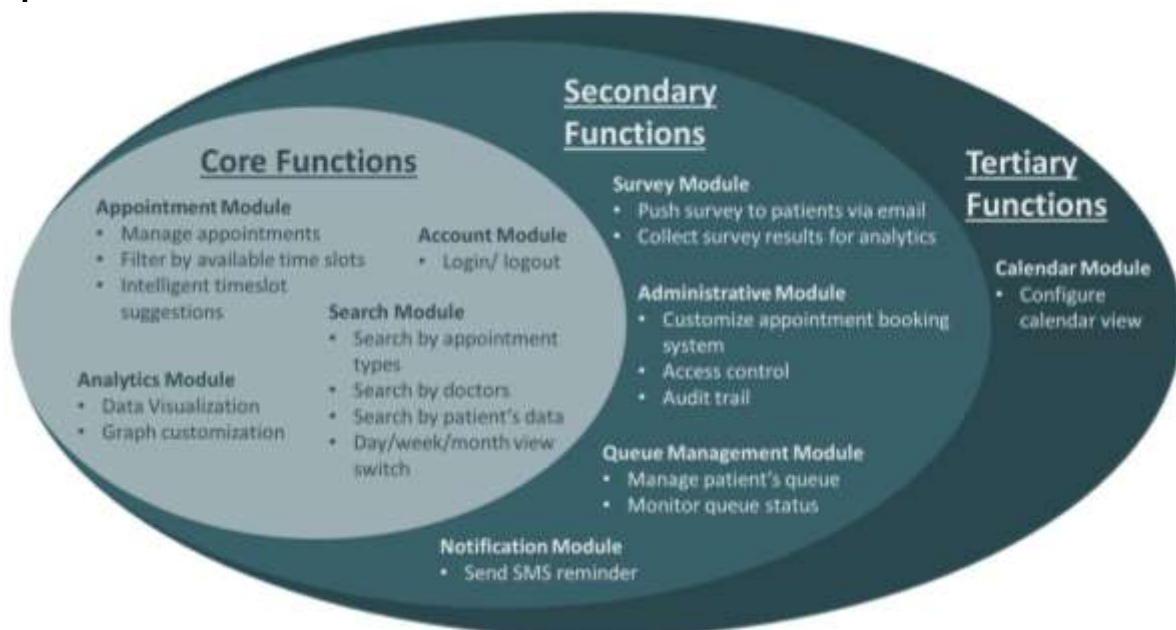 Core Functions
Appointment Module
• Manage appointments
• Filter by available time slots
• Intelligent timeslot
suggestions
Account Module
• Login/ logout
Search Module
• Search by appointment
types
• Search by doctors
• Search by patient's data
• Day/week/month view
switch
Analytics Module
• Data Visualization
• Graph customization
Secondary
Functions
Survey Module
• Push survey to patients via email
• Collect survey results for analytics
Administrative Module
• Customize appointment booking
system
• Access control
• Audit trail
Queue Management Module
• Manage patient's queue
• Monitor queue status
Notification Module
• Send SMS reminder
Tertiary
Functions
Calendar Module
• Configure
calendar view